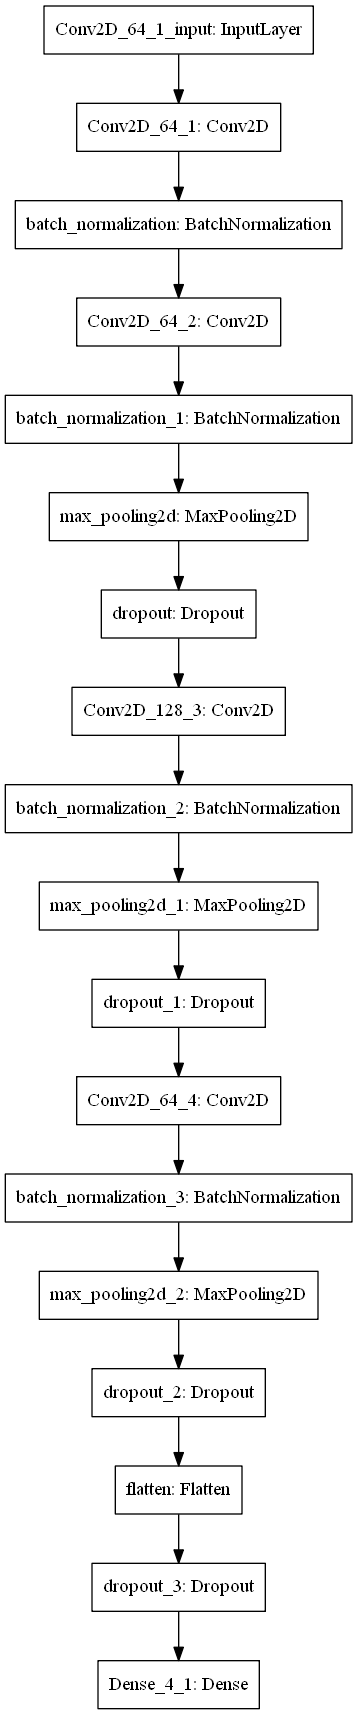 Conv2D_64_1_input: InputLayer
Conv2D_64_1: Conv2D
batch_normalization: BatchNormalization
Conv2D_64_2: Conv2D
batch_normalization_1: BatchNormalization
max_pooling2d: MaxPooling2D
dropout: Dropout
Conv2D_128_3: Conv2D
batch_normalization_2: BatchNormalization
max_pooling2d_1: MaxPooling2D
dropout_1: Dropout
Conv2D_64_4: Conv2D
batch_normalization_3: BatchNormalization
max_pooling2d_2: MaxPooling2D
dropout_2: Dropout
flatten: Flatten
dropout_3: Dropout
Dense_4_1: Dense